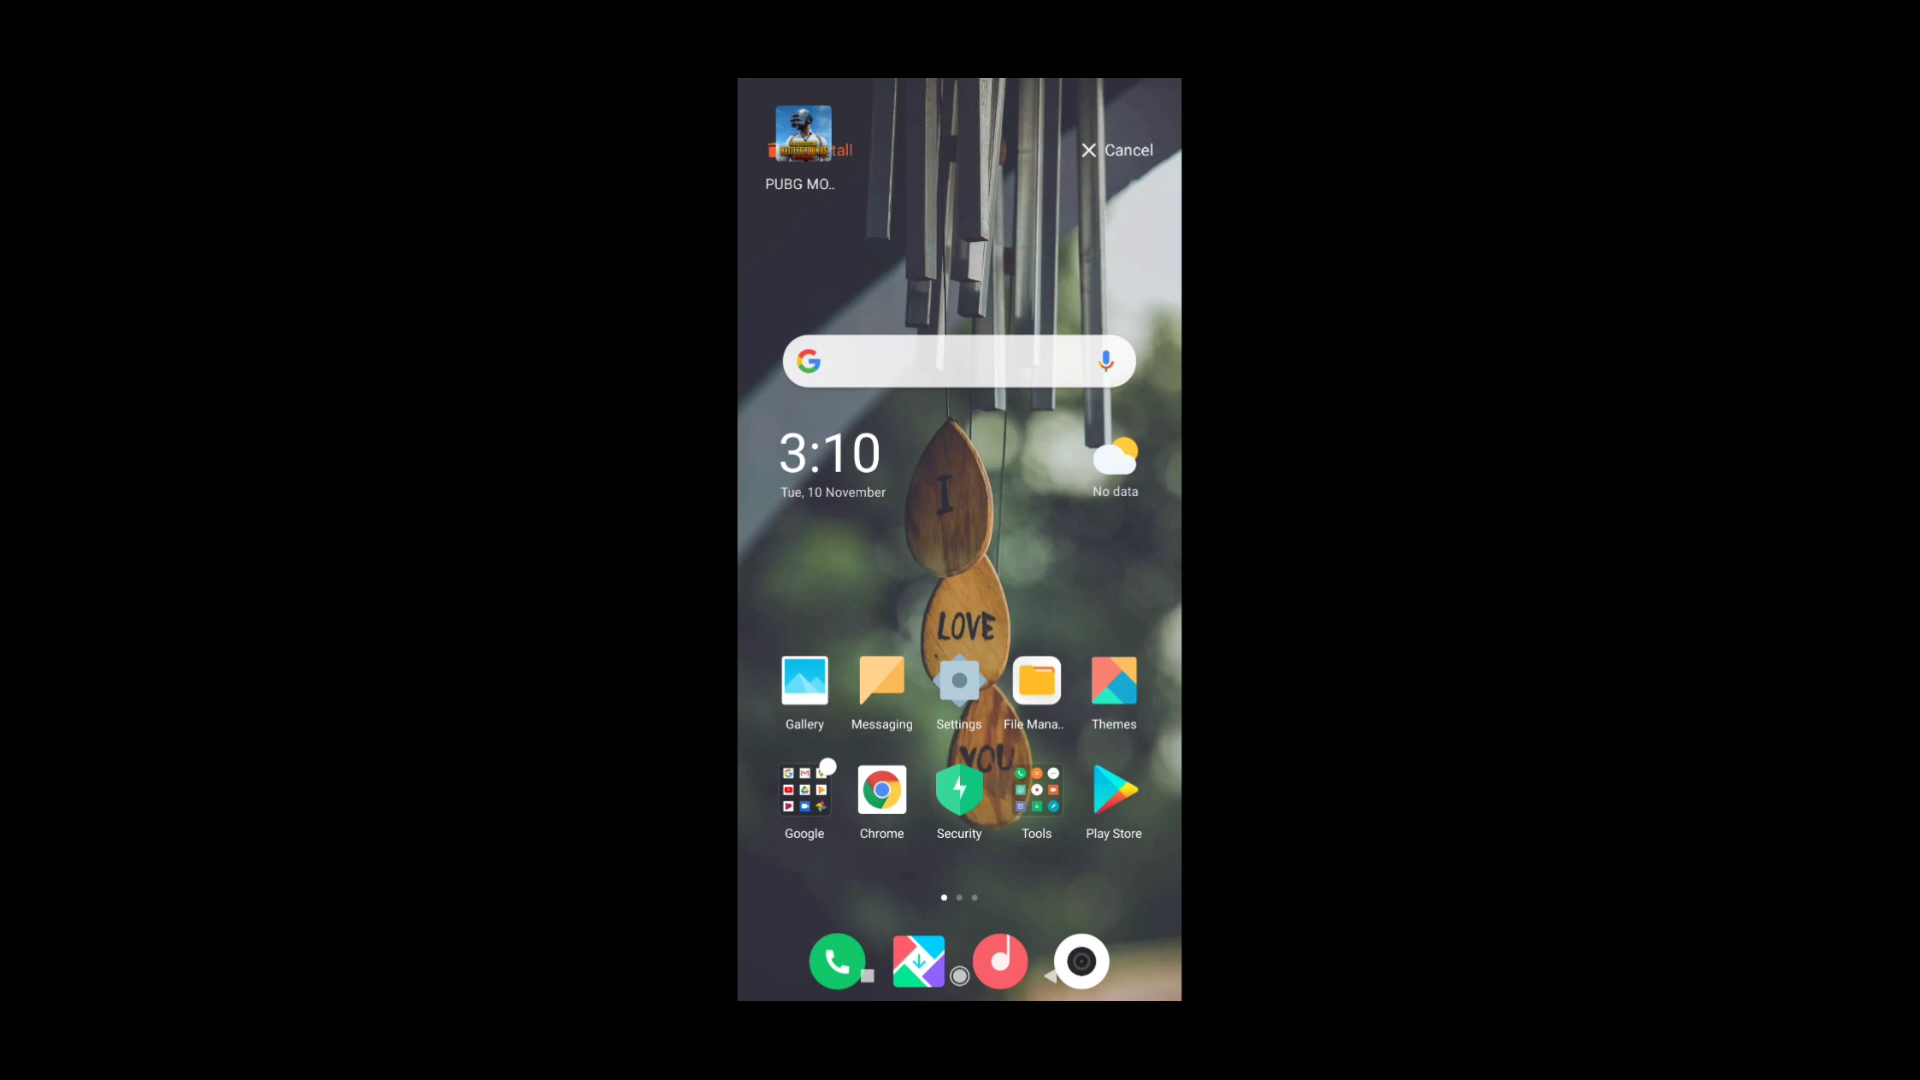 Cancel
PUBG MO..
3:10
Tue, 10 November
No data
I
LOVE
YOU
Gallery
Messaging
Settings
File Mana..
Themes
Google
Chrome
Security
Tools
Play Store